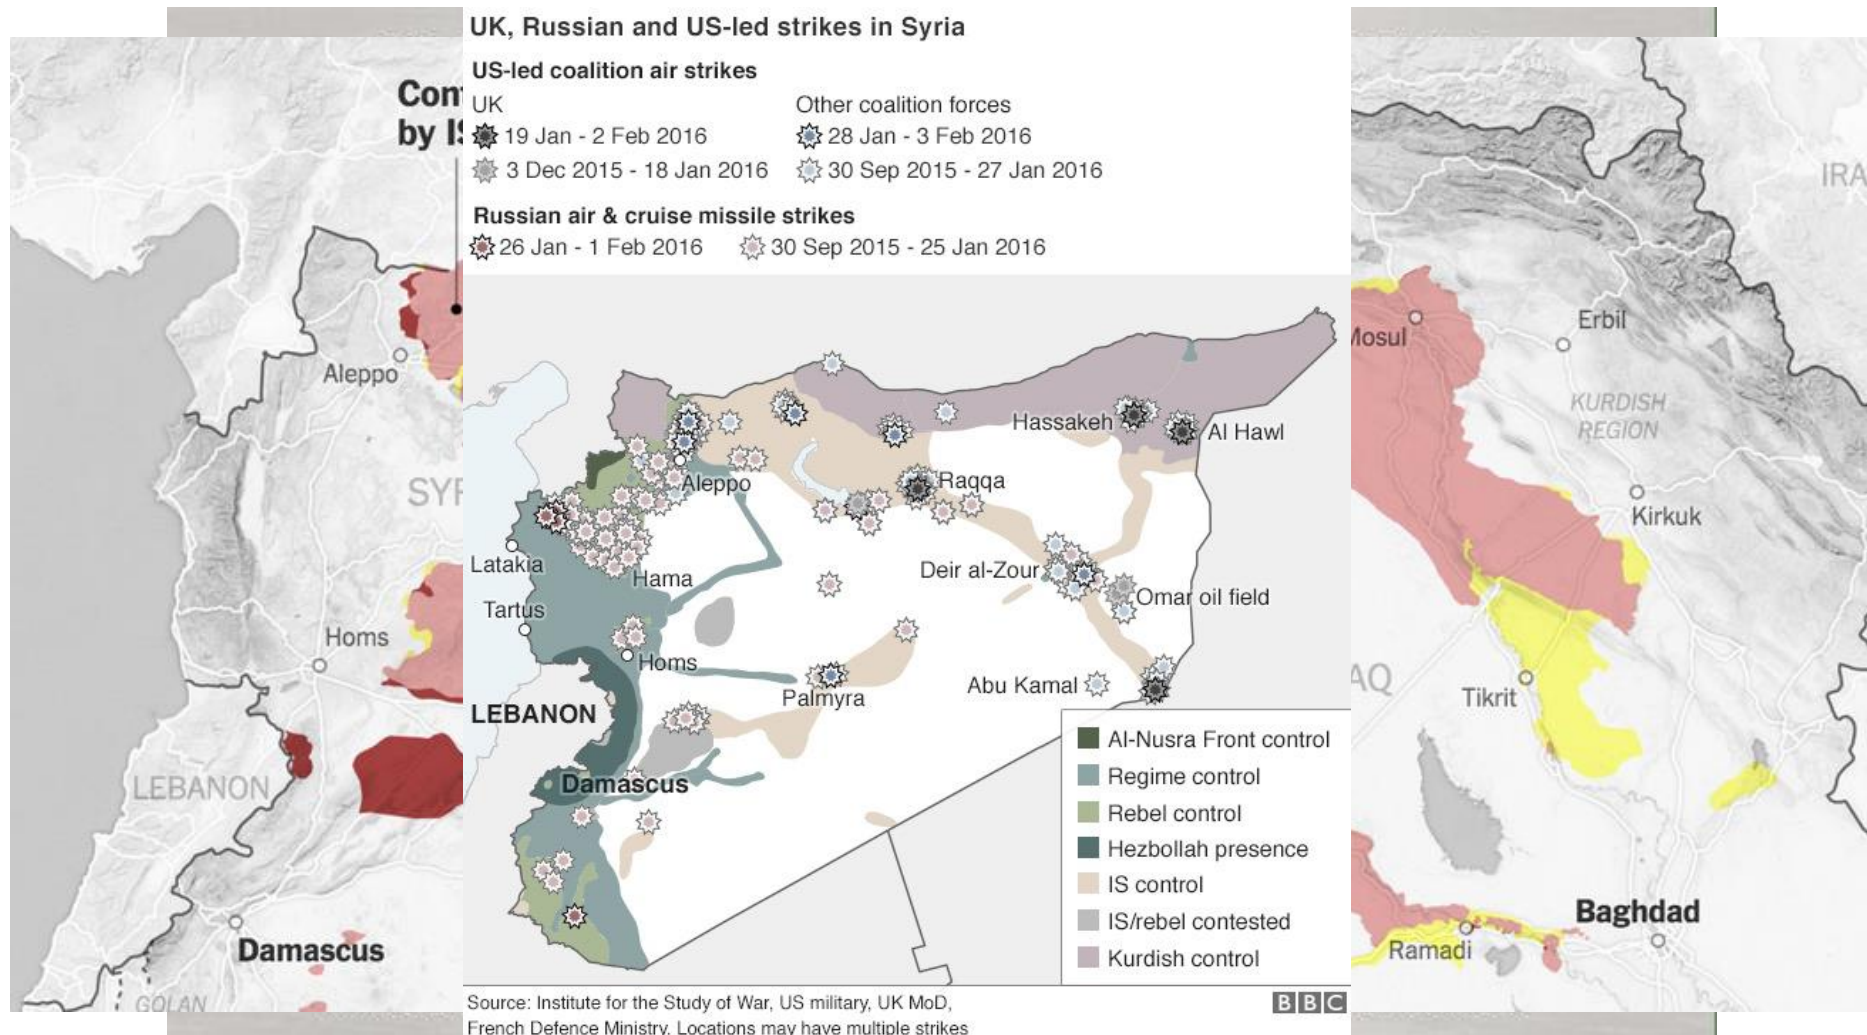 UK, Russian and US-led strikes in Syria
US-led coalition air strikes
UK
Other coalition forces
19 Jan - 2 Feb 2016
28 Jan - 3 Feb 2016
3 Dec 2015 - 18 Jan 2016
30 Sep 2015 - 27 Jan 2016
Russian air & cruise missile strikes
26 Jan - 1 Feb 2016
30 Sep 2015 - 25 Jan 2016
by
Aleppo
SY
Homs
LEBANON
Damascus
GOLAN
Hassakeh
Al Hawl
Aleppo
Raqqa
Latakia
Hama
Deir al-Zour
Omar oil field
Tartus
Homs
Palmyra
Abu Kamal
LEBANON
Damascus
Al-Nusra Front control
Regime control
Rebel control
Hezbollah presence
IS control
IS/rebel contested
Kurdish control
Source: Institute for the Study of War, US military, UK MoD,
French Defence Ministry. Locations may have multiple strikes
BBC
IRA
Mosul
Erbil
KURDISH
REGION
Kirkuk
AQ
Tikrit
Baghdad
Ramadi